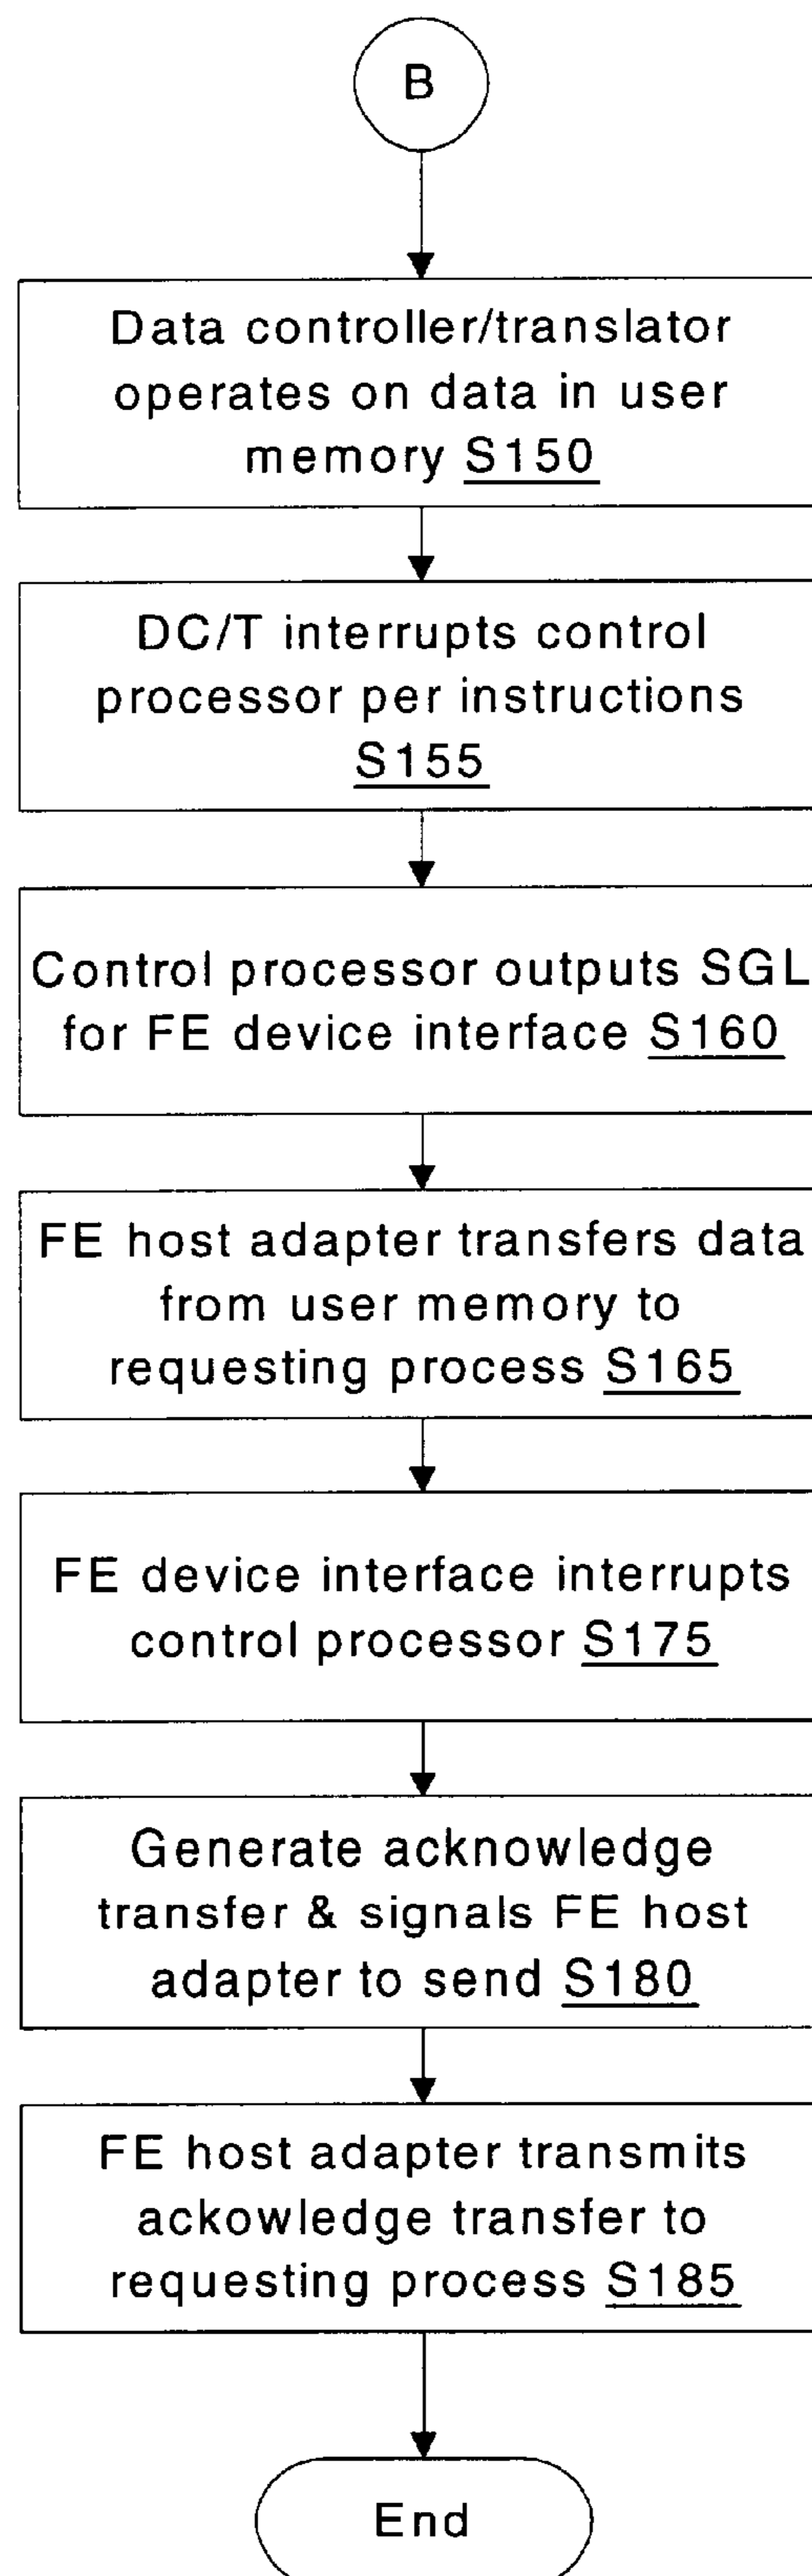 B
Data controller/translator
operates on data in user
memory S150
DC/T interrupts control
processor per instructions
S155
Control processor outputs SGL
for FE device interface S160
FE host adapter transfers data
from user memory to
requesting process S165
FE device interface interrupts
control processor S175
Generate acknowledge
transfer & signals FE host
adapter to send S180
FE host adapter transmits
ackowledge transfer to
requesting process S185
End